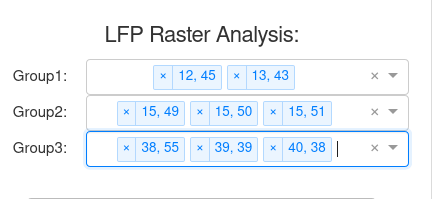 LFP Raster Analysis:
Group1: × 12, 45 × 13, 43 ×
Group2: × 15, 49 × 15, 50 × 15, 51 ×
Group3: × 38, 55 × 39, 39 × 40, 38 ×